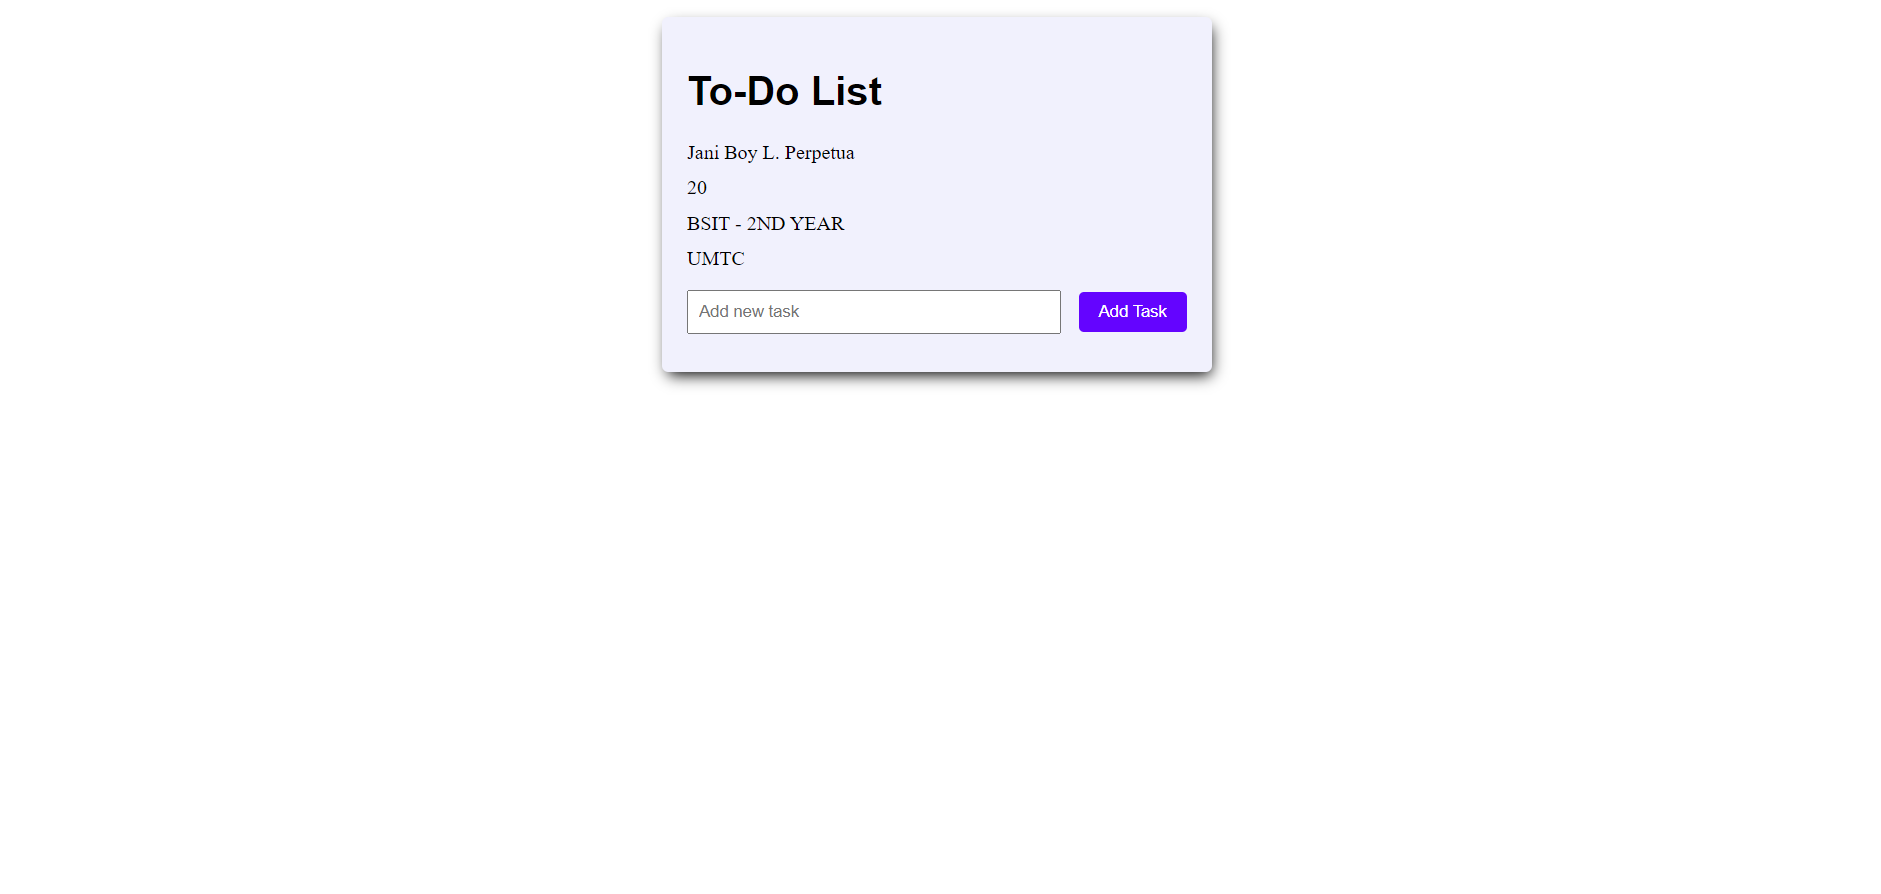 To-Do List
Jani Boy L. Perpetua
20
BSIT - 2ND YEAR
UMTC
Add new task
Add Task